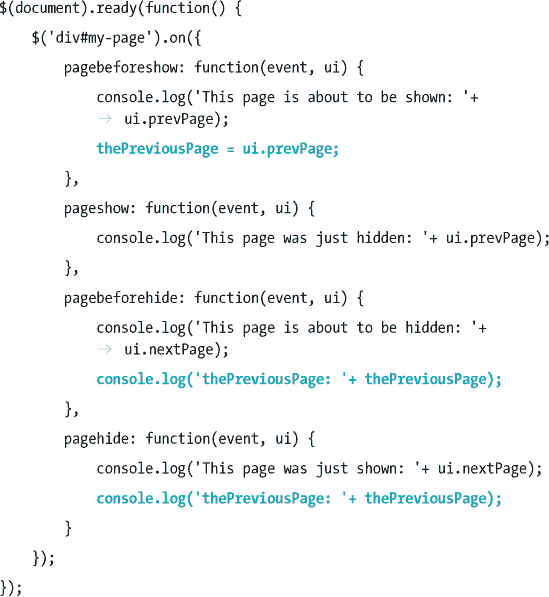 $(document).ready(function() {
$('div#my-page').on({
pagebeforeshow: function(event, ui) {
console.log('This page is about to be shown: '+
→ ui.prevPage);
thePreviousPage = ui.prevPage;
},
pageshow: function(event, ui) {
console.log('This page was just hidden: '+ ui.prevPage);
},
pagebeforehide: function(event, ui) {
console.log('This page is about to be hidden: '+
→ ui.nextPage);
console.log('thePreviousPage: '+ thePreviousPage);
},
pagehide: function(event, ui) {
console.log('This page was just shown: '+ ui.nextPage);
console.log('thePreviousPage: '+ thePreviousPage);
}
});
});